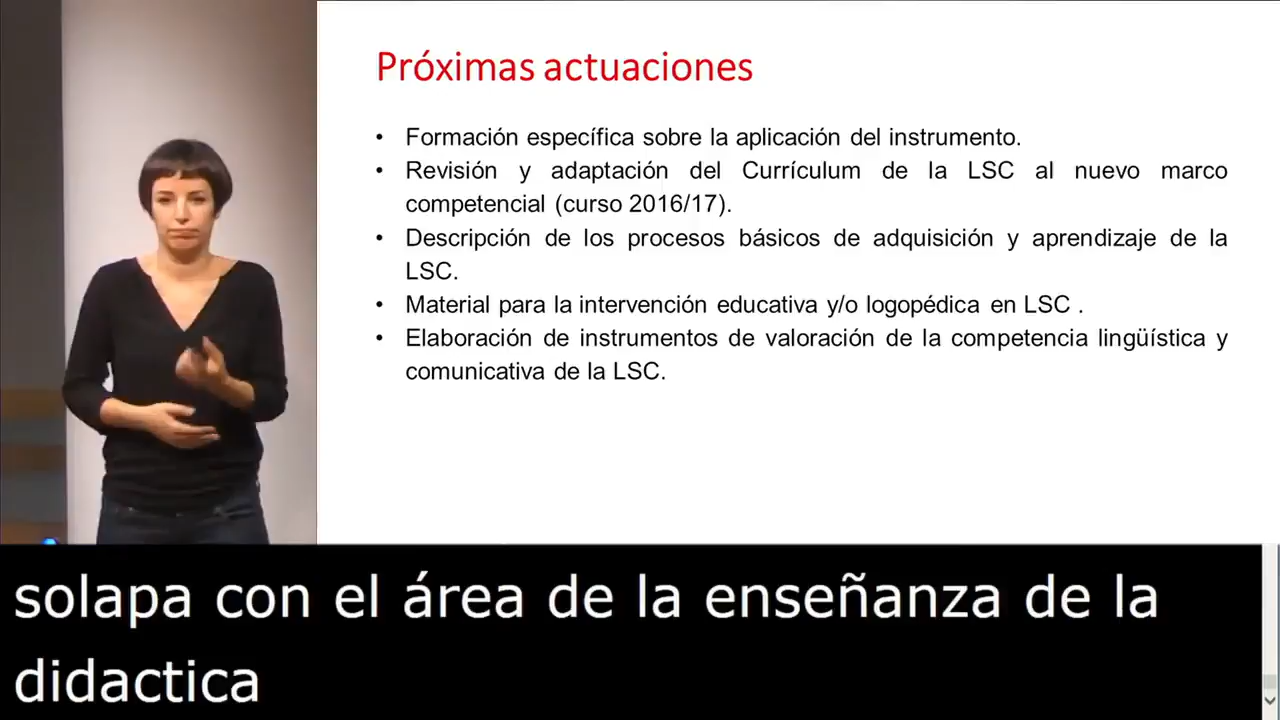 Próximas actuaciones
• Formación específica sobre la aplicación del instrumento.
• Revisión y adaptación del Currículum de la LSC al nuevo marco
competencial (curso 2016/17).
• Descripción de los procesos básicos de adquisición y aprendizaje de la
LSC.
• Material para la intervención educativa y/o logopédica en LSC .
• Elaboración de instrumentos de valoración de la competencia lingüística y
comunicativa de la LSC.
solapa con el área de la enseñanza de la
didactica